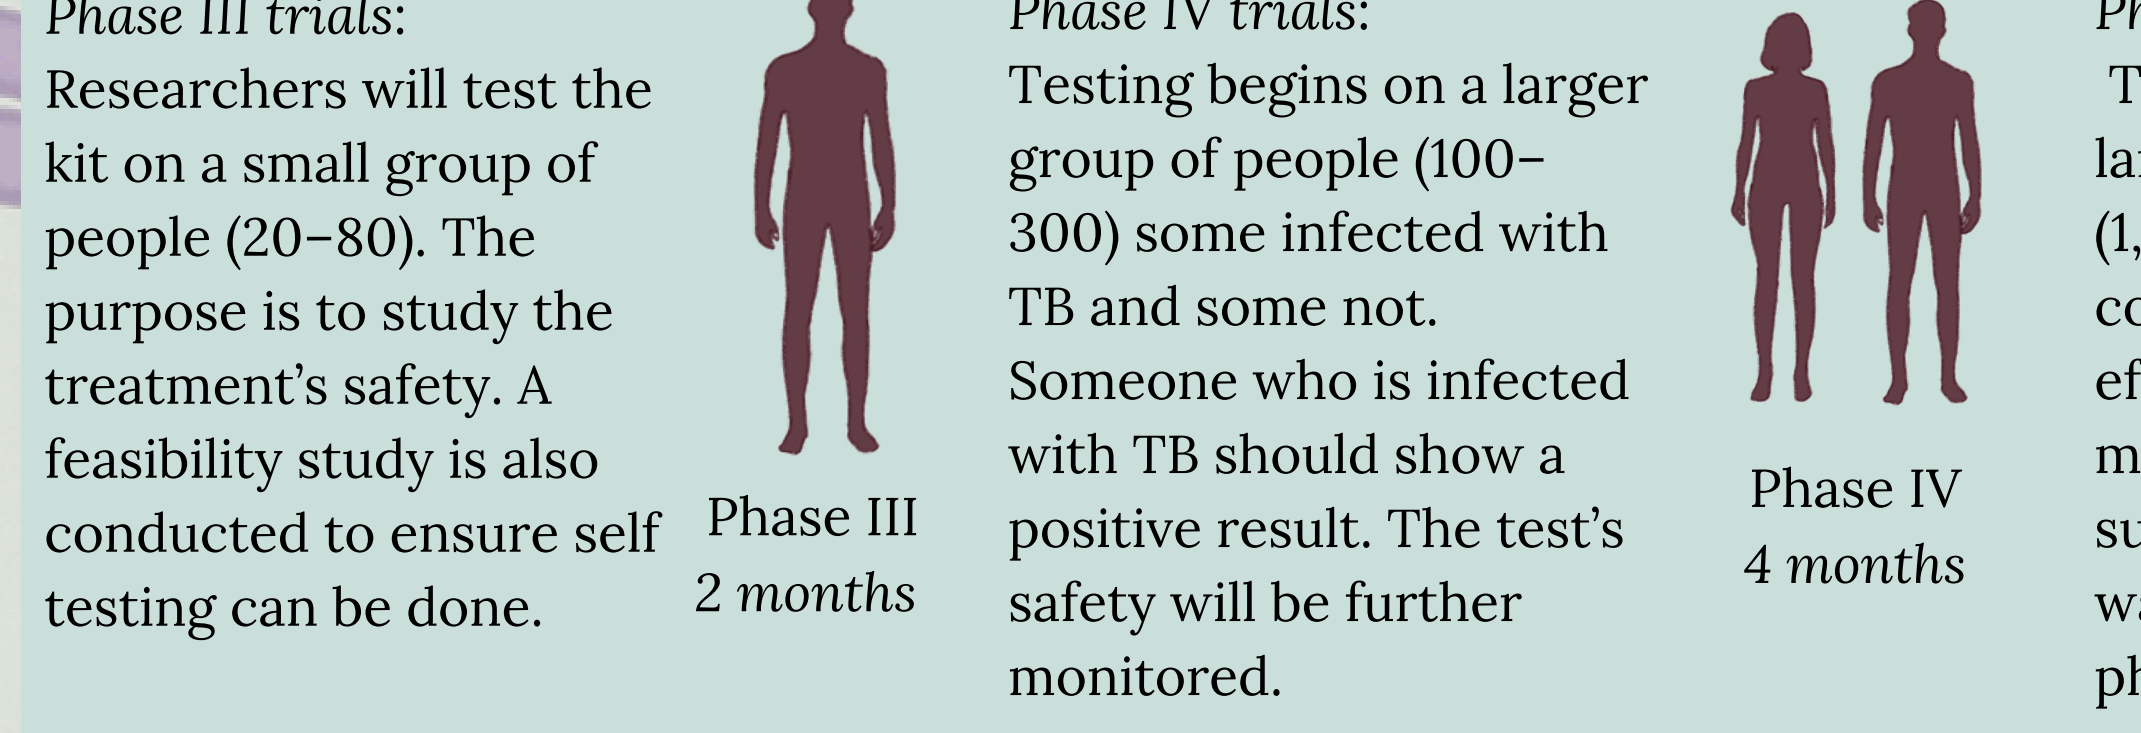 Phase III trials:
Researchers will test the
kit on a small group of
people (20–80). The
purpose is to study the
treatment’s safety. A
feasibility study is also
conducted to ensure self
testing can be done.
Phase III
2 months
Phase IV trials:
Testing begins on a larger
group of people (100–
300) some infected with
TB and some not.
Someone who is infected
with TB should show a
positive result. The test’s
safety will be further
monitored.
Phase IV
4 months